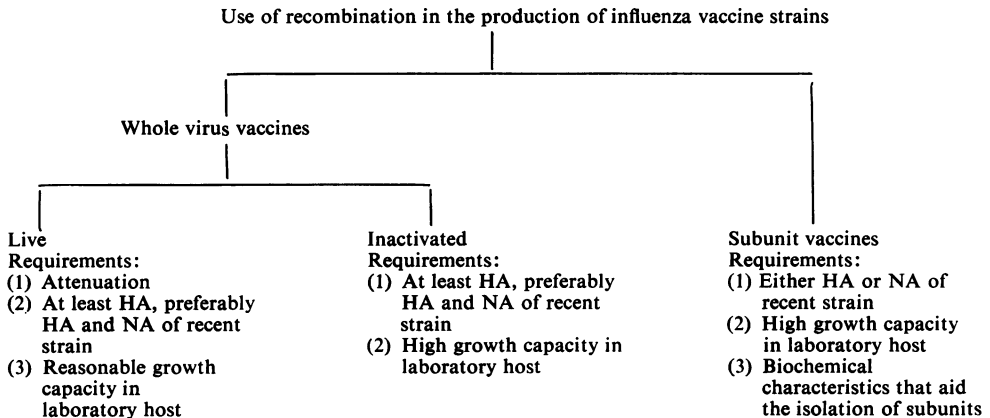 Use of recombination in the production of influenza vaccine strains
Whole virus vaccines
Live
Requirements:
(1) Attenuation
(2) At least HA, preferably
HA and NA of recent
strain
(3) Reasonable growth
capacity in
laboratory host
Inactivated
Requirements:
(1) At least HA, preferably
HA and NA of recent
strain
(2) High growth capacity in
laboratory host
Subunit vaccines
Requirements:
(1) Either HA or NA of
recent strain
(2) High growth capacity
in laboratory host
(3) Biochemical
characteristics that aid
the isolation of subunits